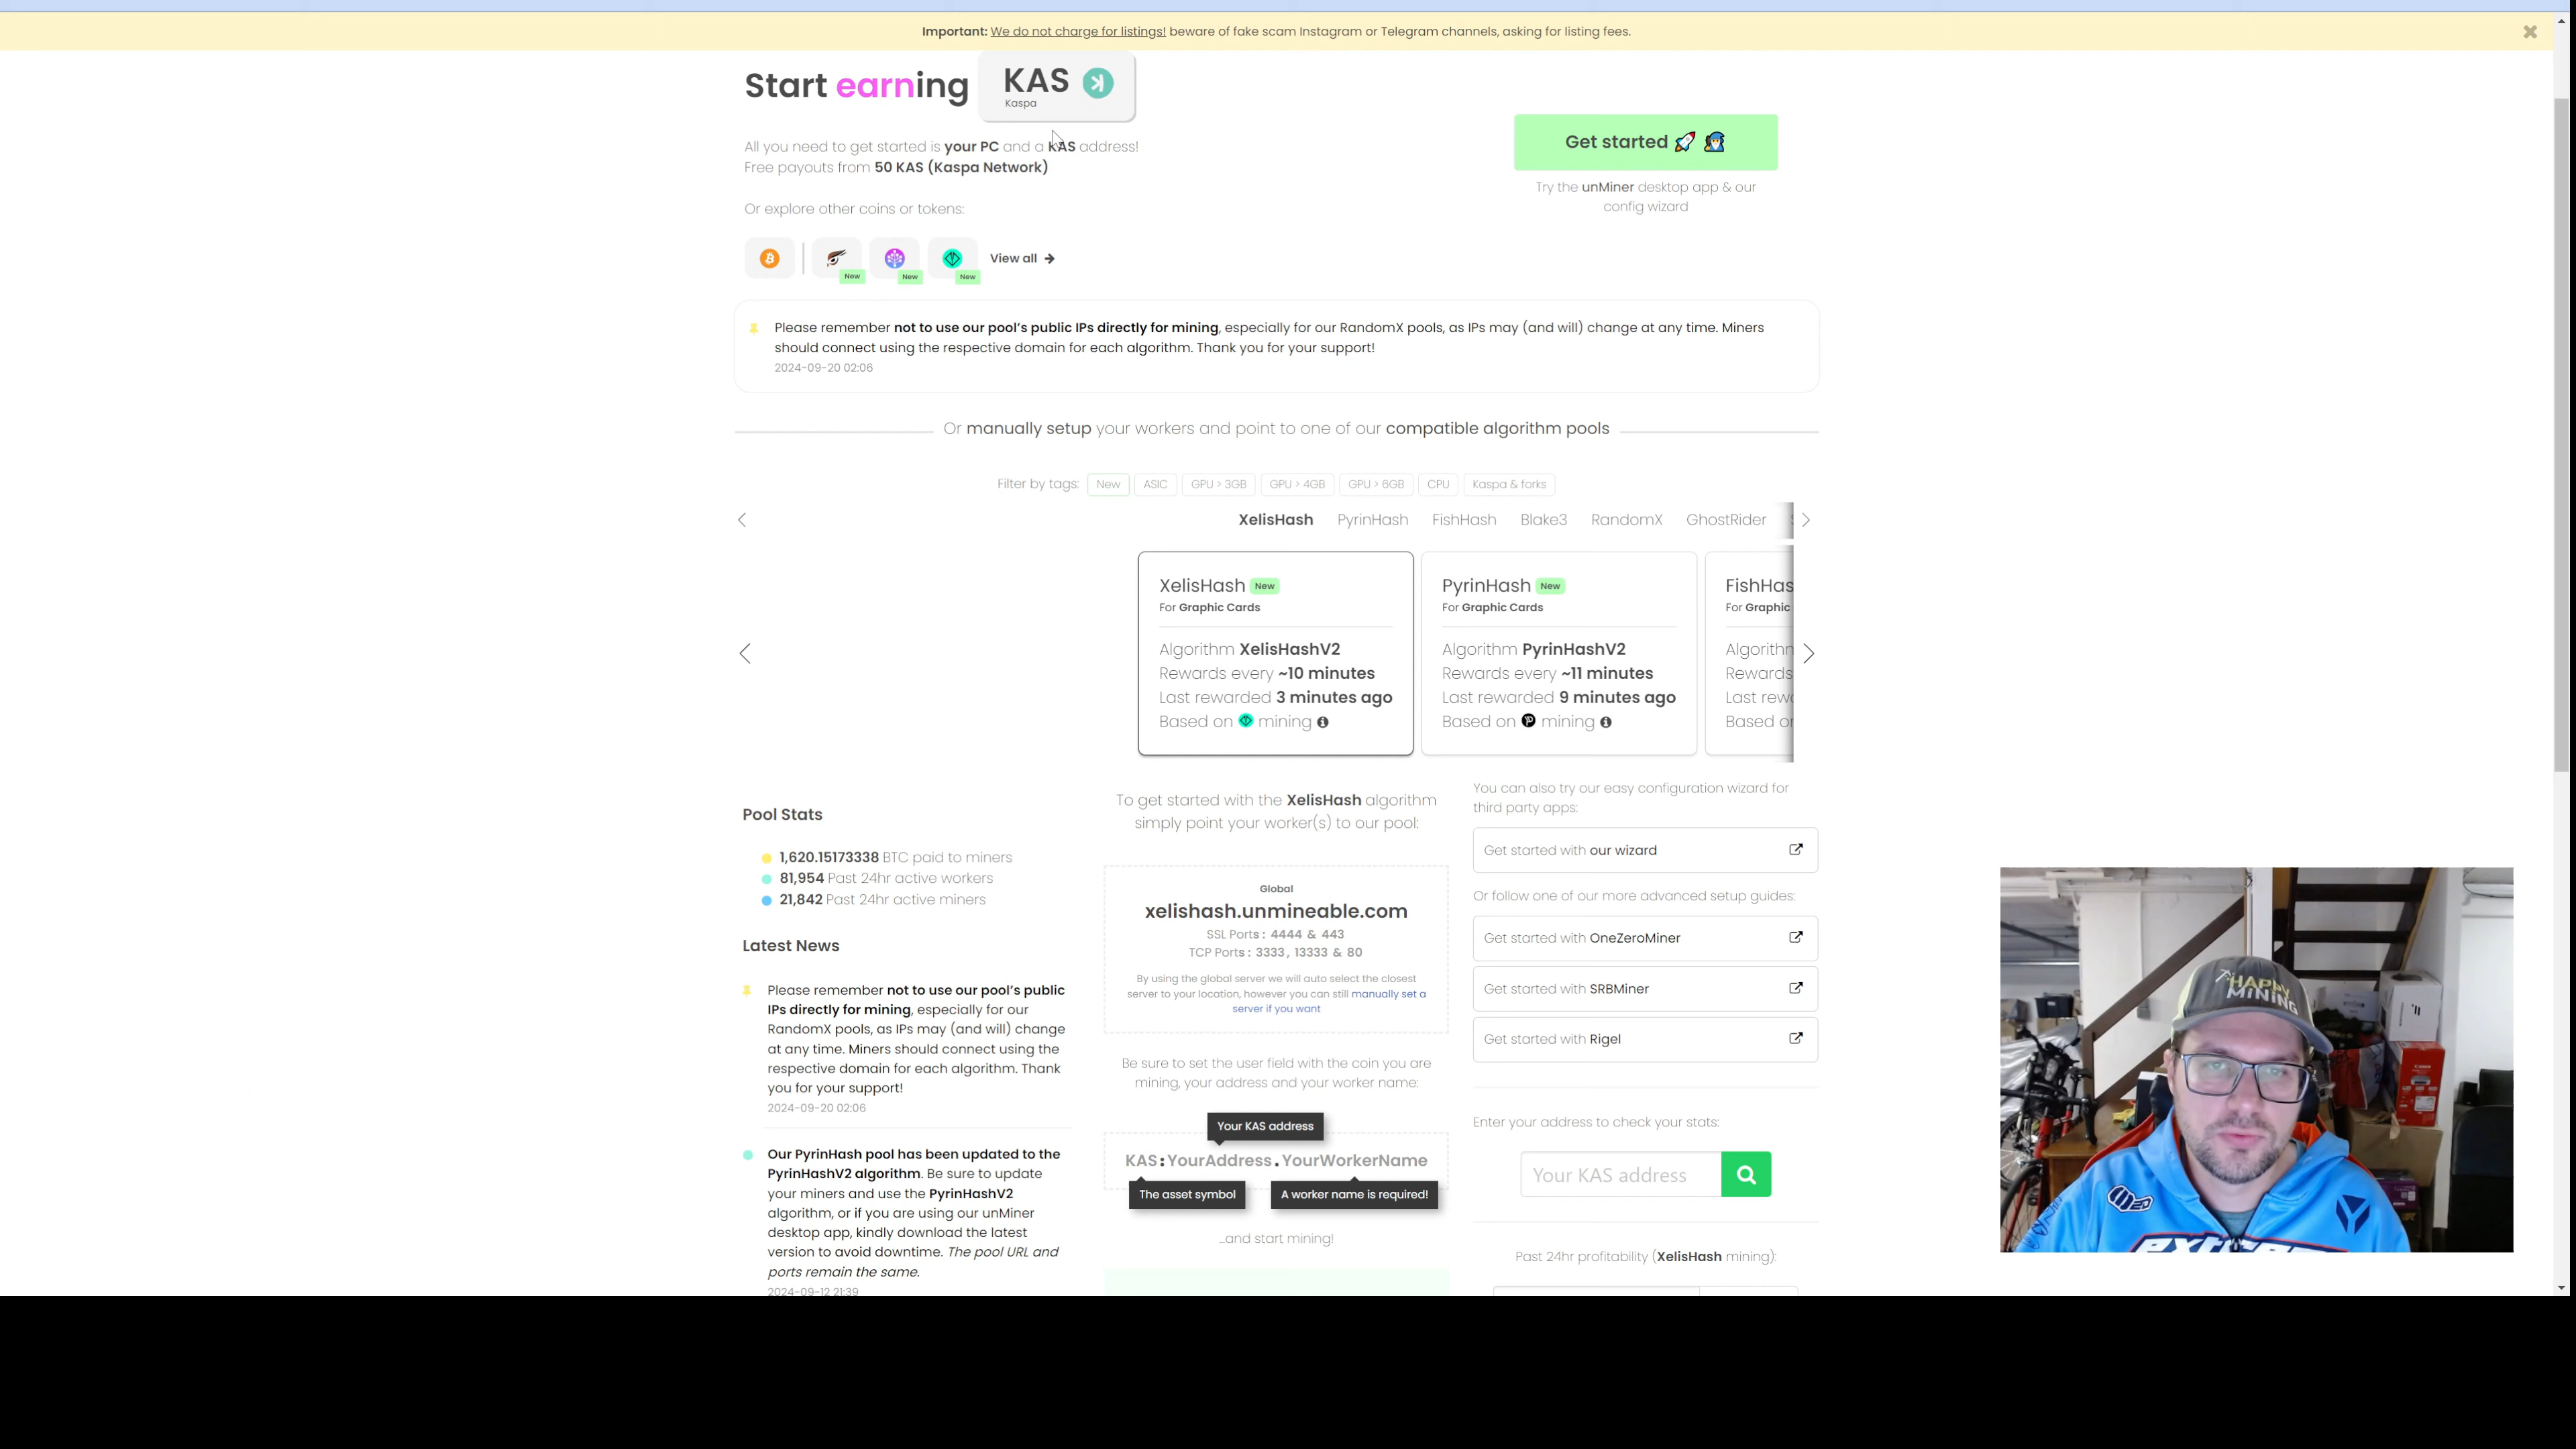 Important: We do not charge for listings! beware of fake scam Instagram or Telegram channels, asking for listing fees.
Start earning
KAS
Kaspa
All you need to get started is your PC and a KAS address!
Free payouts from 50 KAS (Kaspa Network)
Get started
Try the unMiner desktop app & our
config wizard
Or explore other coins or tokens:
New
New
New
View all
Please remember not to use our pool's public IPs directly for mining, especially for our RandomX pools, as IPs may (and will) change at any time. Miners
should connect using the respective domain for each algorithm. Thank you for your support!
2024-09-20 02:06
Or manually setup your workers and point to one of our compatible algorithm pools
Filter by tags: New ASIC GPU > 3GB GPU > 4GB GPU > 6GB CPU Kaspa & forks
XelisHash PyrinHash FishHash Blake3 RandomX GhostRider
XelisHash New
For Graphic Cards
Algorithm XelisHashV2
Rewards every ~10 minutes
Last rewarded 3 minutes ago
Based on mining
PyrinHash New
For Graphic Cards
Algorithm PyrinHashV2
Rewards every ~11 minutes
Last rewarded 9 minutes ago
Based on mining
FishHas
For Graphic
Algorithm
Rewards
Last rew
Based o
Pool Stats
1,620.15173338 BTC paid to miners
81,954 Past 24hr active workers
21,842 Past 24hr active miners
Latest News
Please remember not to use our pool's public
IPs directly for mining, especially for our
RandomX pools, as IPs may (and will) change
at any time. Miners should connect using the
respective domain for each algorithm. Thank
you for your support!
2024-09-20 02:06
Our PyrinHash pool has been updated to the
PyrinHashV2 algorithm. Be sure to update
your miners and use the PyrinHashV2
algorithm, or if you are using our unMiner
desktop app, kindly download the latest
version to avoid downtime. The pool URL and
ports remain the same.
2024-09-12 21:39
To get started with the XelisHash algorithm
simply point your worker(s) to our pool:
Global
xelishash.unmineable.com
SSL Ports: 4444 & 443
TCP Ports: 3333, 13333 & 80
By using the global server we will auto select the closest
server to your location, however you can still manually set a
server if you want
Be sure to set the user field with the coin you are
mining, your address and your worker name:
Your KAS address
KAS:YourAddress.YourWorkerName
The asset symbol
A worker name is required!
...and start mining!
You can also try our easy configuration wizard for
third party apps:
Get started with our wizard
Or follow one of our more advanced setup guides:
Get started with OneZeroMiner
Get started with SRBMiner
Get started with Rigel
Enter your address to check your stats:
Your KAS address
Past 24hr profitability (XelisHash mining):
HAPPY
MINING